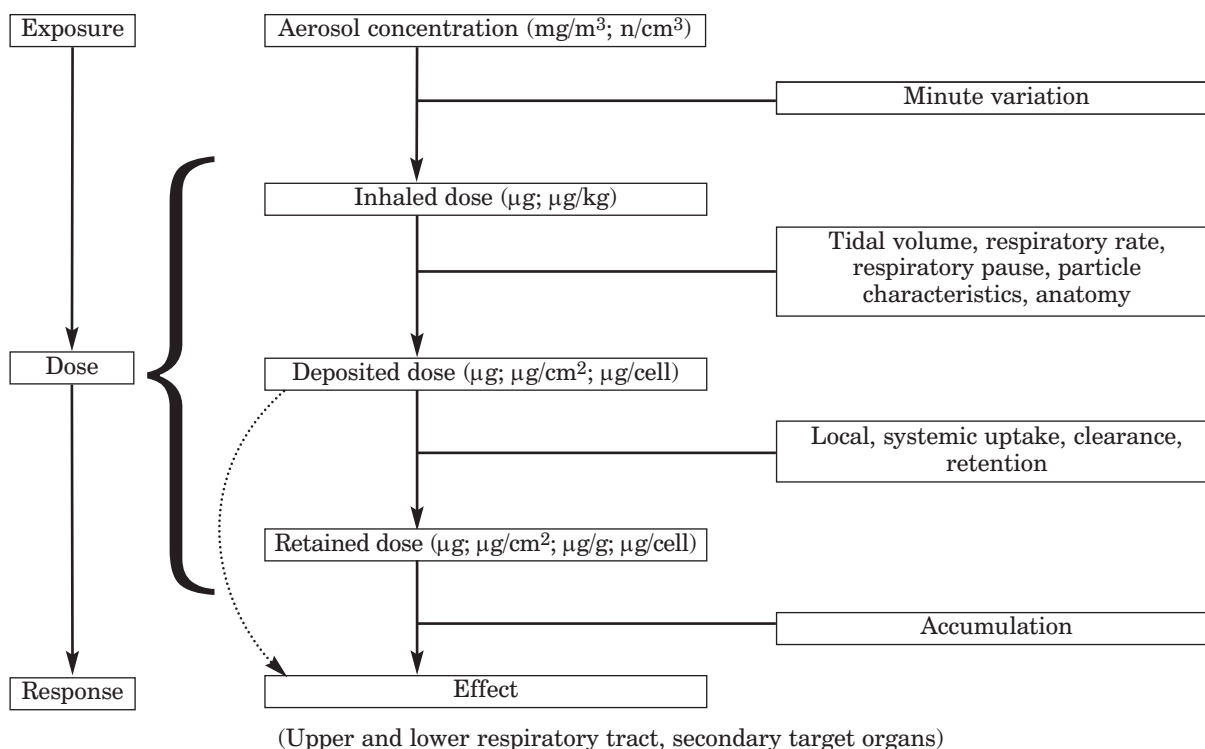 Exposure
Aerosol concentration (mg/m³; n/cm³)
Minute variation
Inhaled dose (µg; µg/kg)
Tidal volume, respiratory rate,
respiratory pause, particle
characteristics, anatomy
Dose
Deposited dose (µg; µg/cm²; µg/cell)
Local, systemic uptake, clearance,
retention
Retained dose (µg; µg/cm²; µg/g; µg/cell)
Accumulation
Response
Effect
(Upper and lower respiratory tract, secondary target organs)